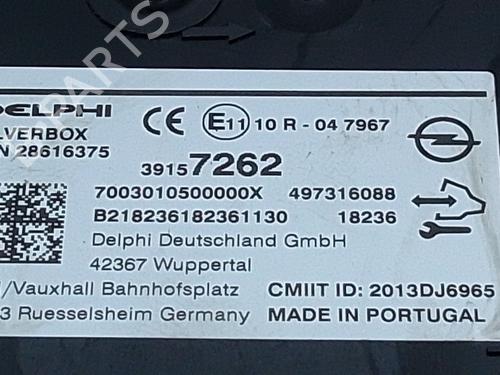 DELPHI
LVERBOX
N 28616375
CE E11 10 R - 04 7967
39157262
7003010500000X 497316088
B218236182361130 18236
Delphi Deutschland GmbH
42367 Wuppertal
/Vauxhall Bahnhofsplatz CMIIT ID: 2013DJ6965
3 Ruesselsheim Germany MADE IN PORTUGAL